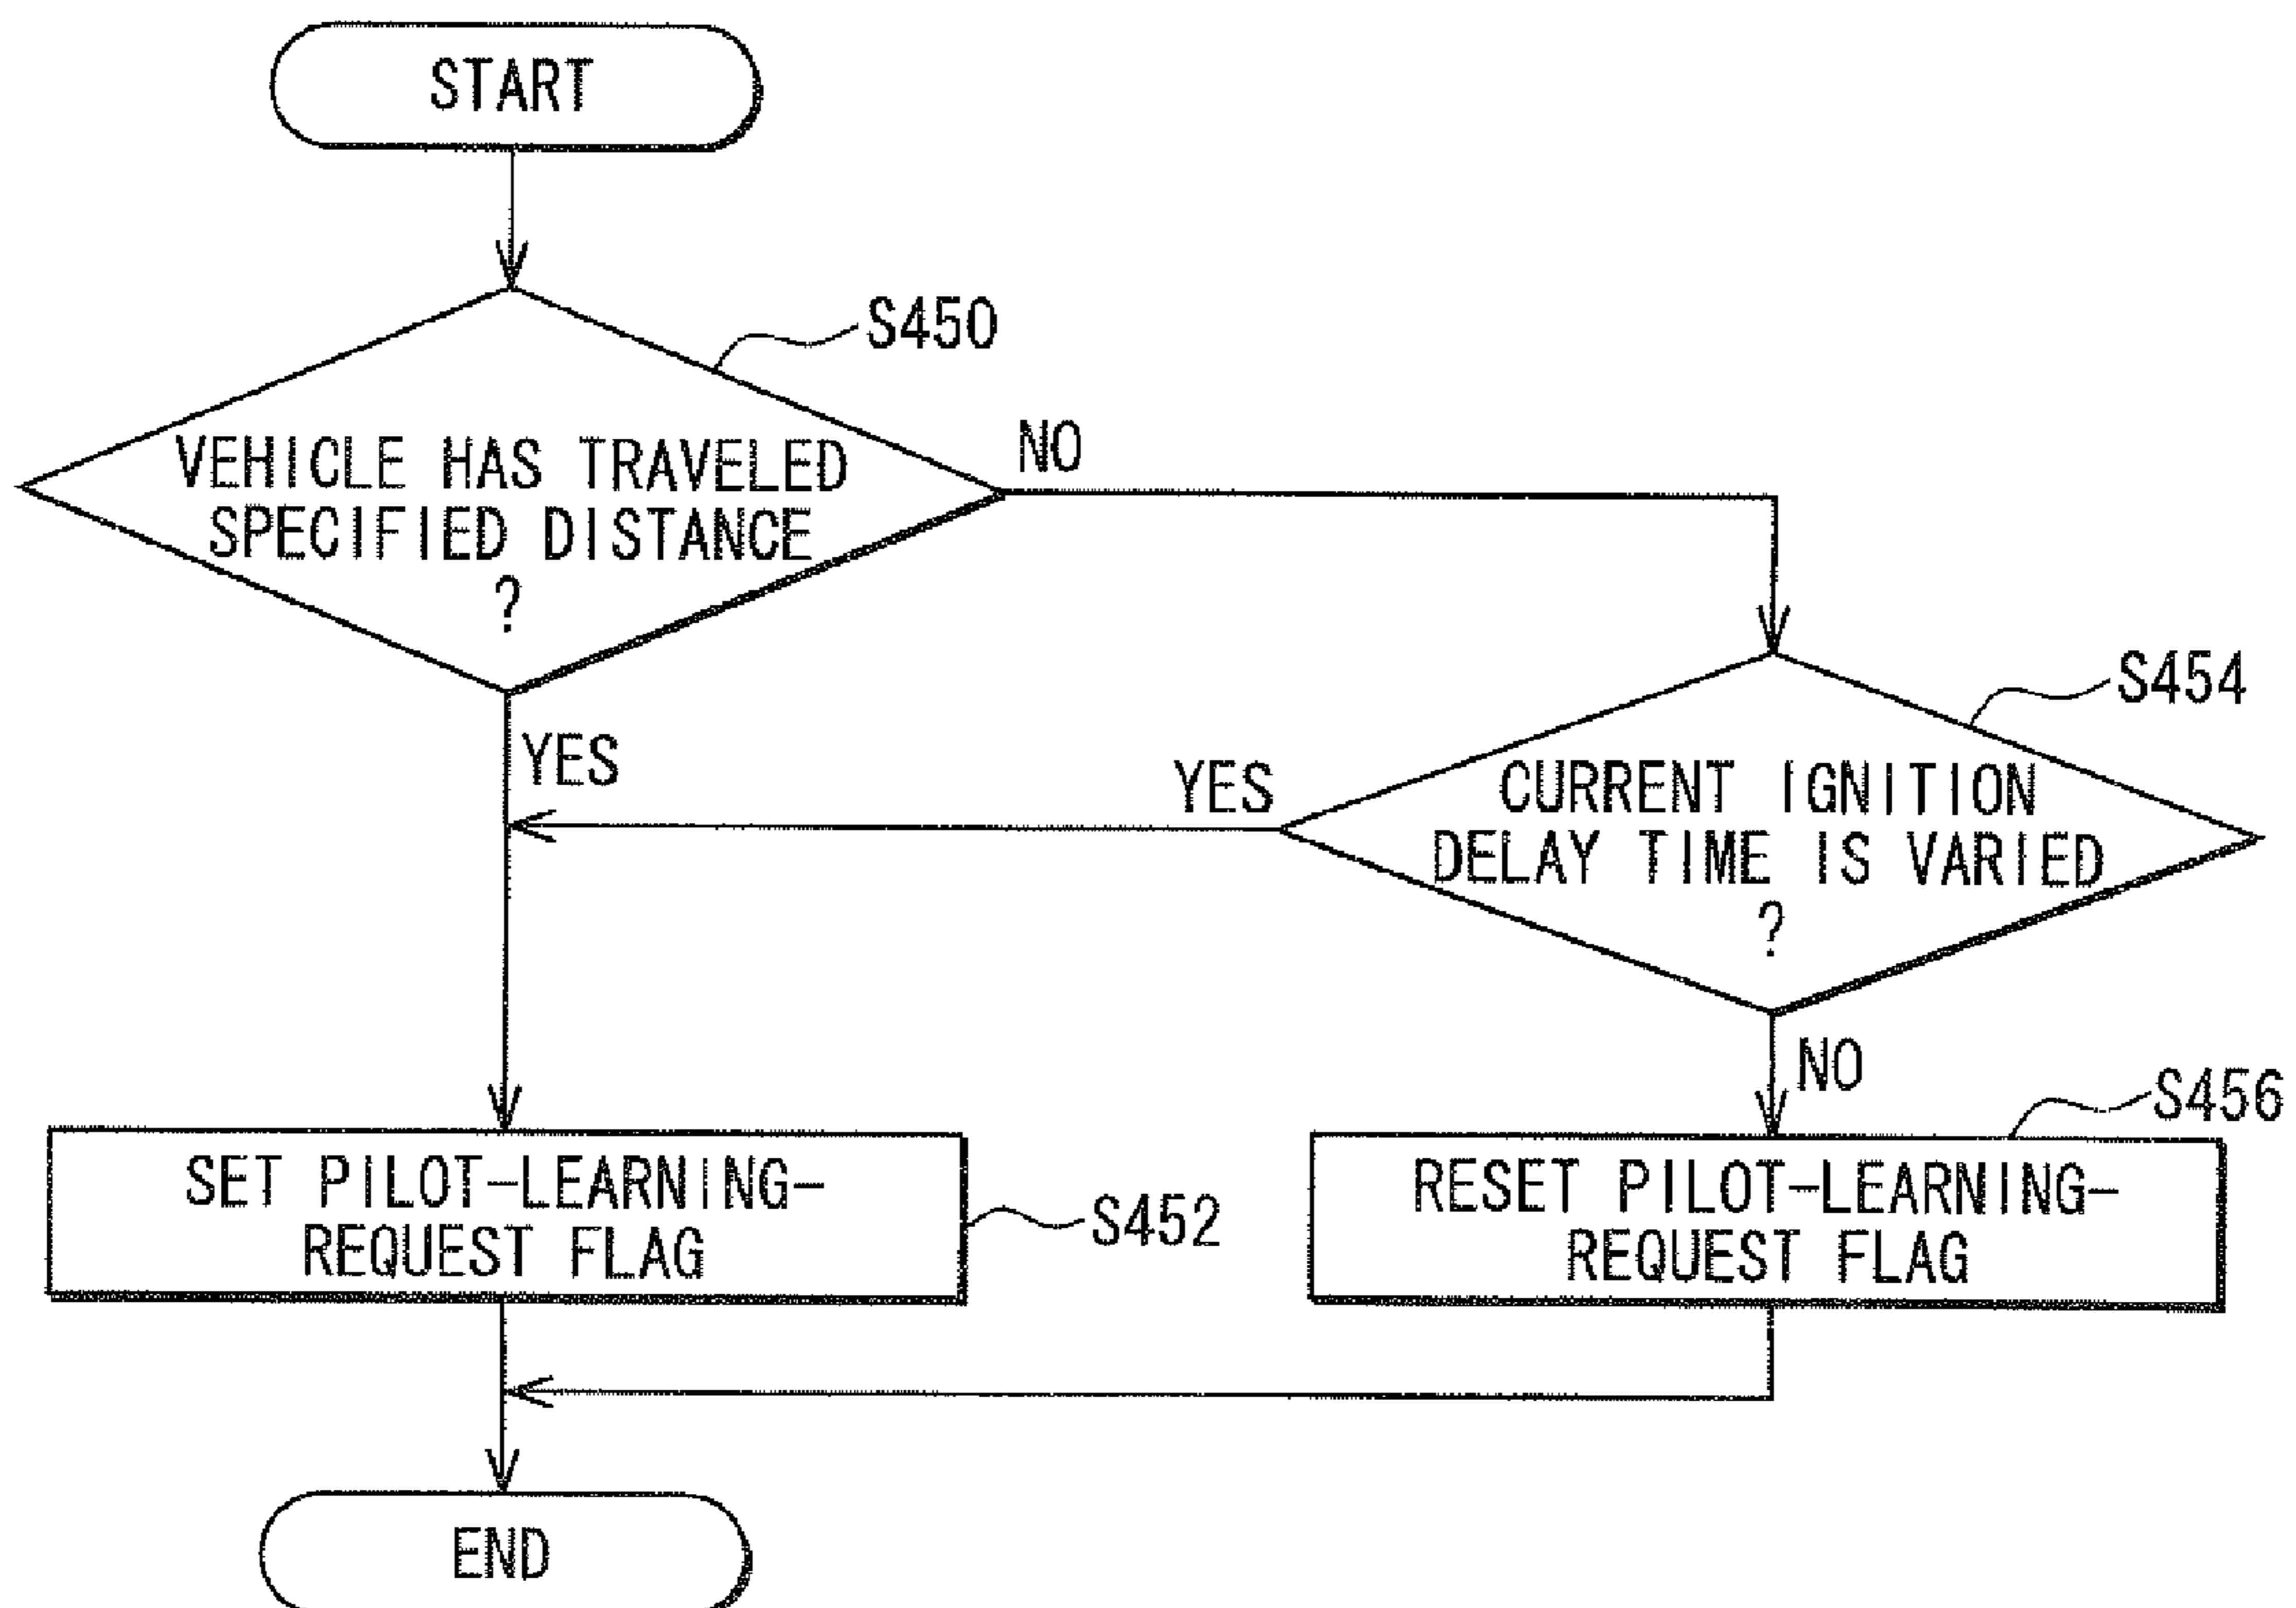 START
S450
VEHICLE HAS TRAVELED
SPECIFIED DISTANCE
?
NO
YES
S454
CURRENT IGNITION
DELAY TIME IS VARIED
?
YES
NO
SET PILOT-LEARNING-
REQUEST FLAG
S452
S456
RESET PILOT-LEARNING-
REQUEST FLAG
END